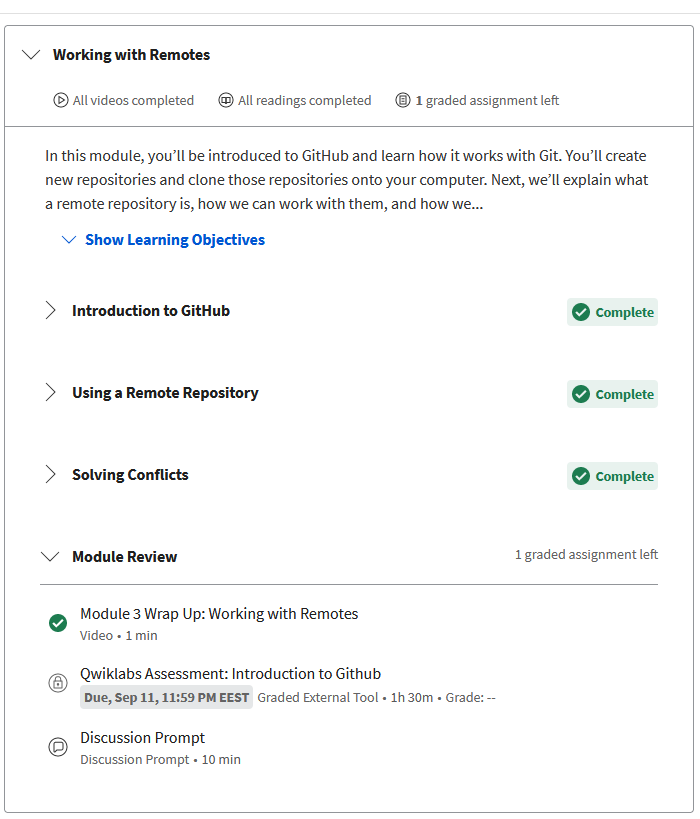 Working with Remotes
All videos completed All readings completed 1 graded assignment left
In this module, you’ll be introduced to GitHub and learn how it works with Git. You’ll create
new repositories and clone those repositories onto your computer. Next, we’ll explain what
a remote repository is, how we can work with them, and how we...
Show Learning Objectives
Introduction to GitHub Complete
Using a Remote Repository Complete
Solving Conflicts Complete
Module Review 1 graded assignment left
Module 3 Wrap Up: Working with Remotes
Video • 1 min
Qwiklabs Assessment: Introduction to Github
Due, Sep 11, 11:59 PM EEST Graded External Tool • 1h 30m • Grade: --
Discussion Prompt
Discussion Prompt • 10 min